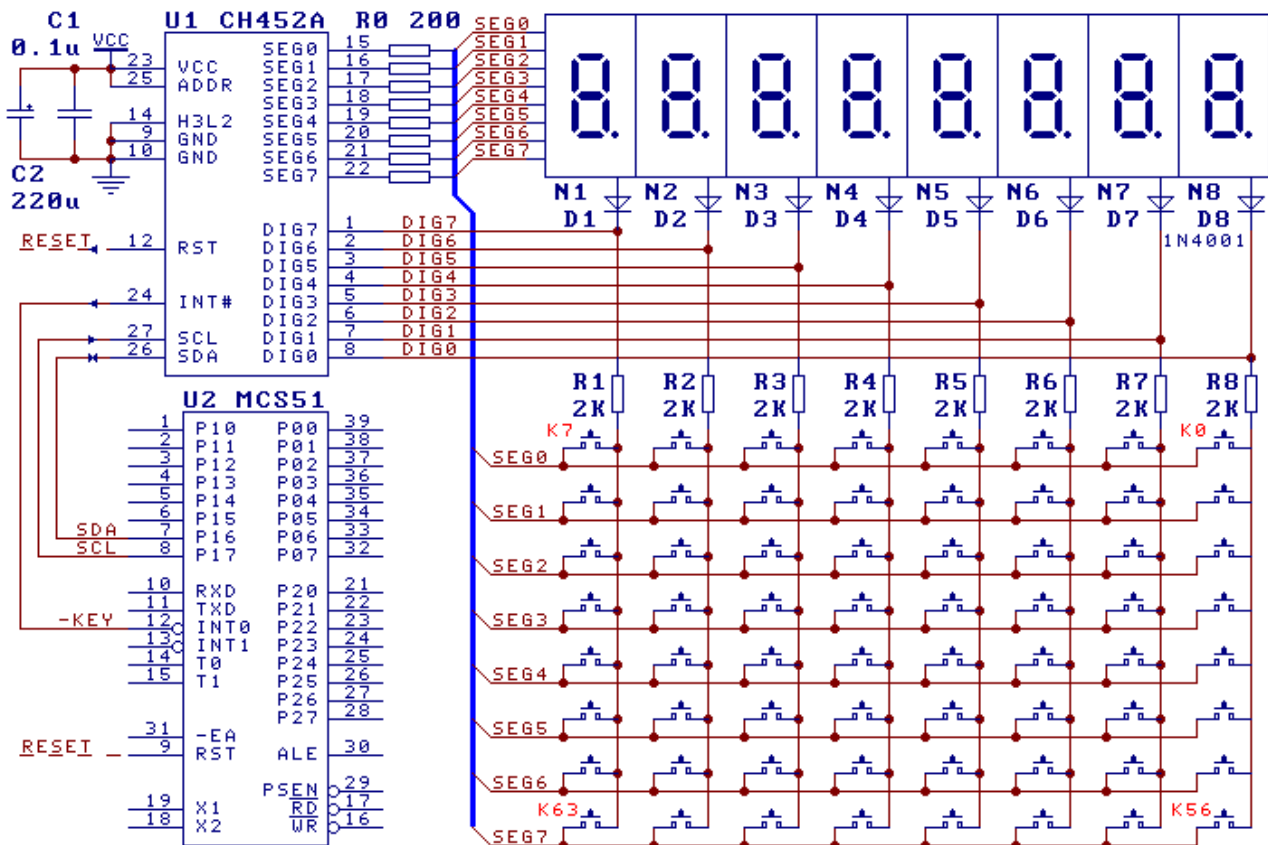 C1
0.1u
VCC
C2
220u
U1 CH452A
R0 200
23 VCC
25 ADDR
14 H3L2
9 GND
10 GND
12 RST
24 INT#
27 SCL
26 SDA
SEG0 15
SEG1 16
SEG2 17
SEG3 18
SEG4 19
SEG5 20
SEG6 21
SEG7 22
DIG7 1 DIG7
DIG6 2 DIG6
DIG5 3 DIG5
DIG4 4 DIG4
DIG3 5 DIG3
DIG2 6 DIG2
DIG1 7 DIG1
DIG0 8 DIG0
RESET
SEG0
SEG1
SEG2
SEG3
SEG4
SEG5
SEG6
SEG7
8. 8. 8. 8. 8. 8. 8. 8.
N1 N2 N3 N4 N5 N6 N7 N8
D1 D2 D3 D4 D5 D6 D7 D8
1N4001
R1 R2 R3 R4 R5 R6 R7 R8
2K 2K 2K 2K 2K 2K 2K 2K
U2 MCS51
1 P10 P00 39
2 P11 P01 38
3 P12 P02 37
4 P13 P03 36
5 P14 P04 35
6 P15 P05 34
SDA 7 P16 P06 33
SCL 8 P17 P07 32
10 RXD P20 21
11 TXD P21 22
-KEY 12 INT0 P22 23
13 INT1 P23 24
14 T0 P24 25
15 T1 P25 26
P26 27
P27 28
31 -EA
RESET 9 RST ALE 30
PSEN 29
19 X1 RD 17
18 X2 WR 16
K7 K0
SEG0
SEG1
SEG2
SEG3
SEG4
SEG5
SEG6
K63 K56
SEG7